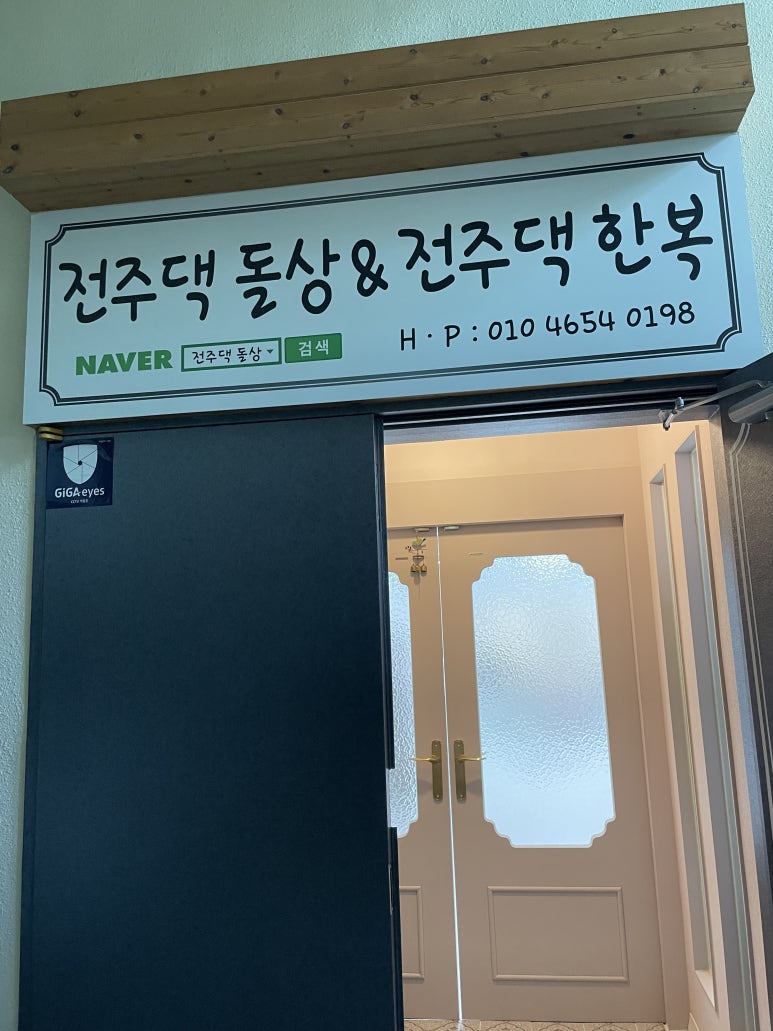 전주댁 돌상 & 전주댁 한복
NAVER 전주댁 돌상 검색
H·P : 010 4654 0198
GiGA eyes